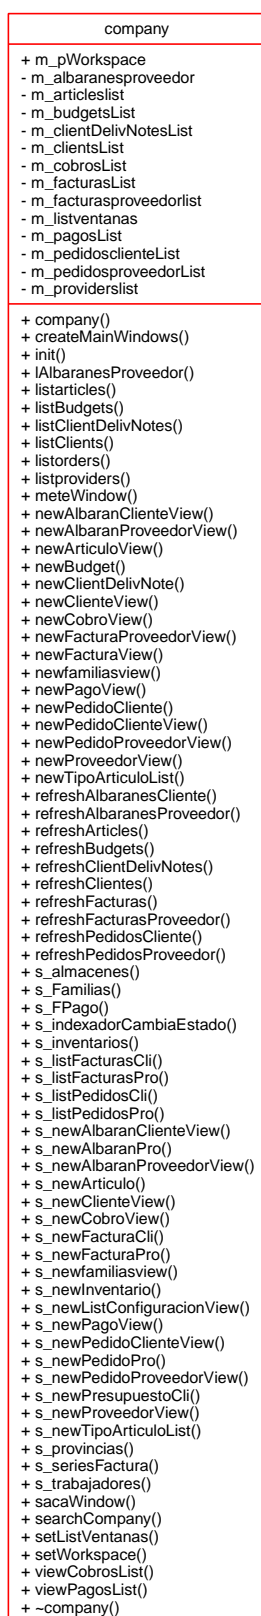 company
+ m_pWorkspace
- m_albaranesproveedor
- m_articleslist
- m_budgetsList
- m_clientDelivNotesList
- m_clientsList
- m_cobrosList
- m_facturasList
- m_facturasproveedorlist
- m_listventanas
- m_pagosList
- m_pedidosclienteList
- m_pedidosproveedorList
- m_providerslist
+ company()
+ createMainWindows()
+ init()
+ lAlbaranesProveedor()
+ listarticles()
+ listBudgets()
+ listClientDelivNotes()
+ listClients()
+ listorders()
+ listproviders()
+ meteWindow()
+ newAlbaranClienteView()
+ newAlbaranProveedorView()
+ newArticuloView()
+ newBudget()
+ newClientDelivNote()
+ newClienteView()
+ newCobroView()
+ newFacturaProveedorView()
+ newFacturaView()
+ newfamiliasview()
+ newPagoView()
+ newPedidoCliente()
+ newPedidoClienteView()
+ newPedidoProveedorView()
+ newProveedorView()
+ newTipoArticuloList()
+ refreshAlbaranesCliente()
+ refreshAlbaranesProveedor()
+ refreshArticles()
+ refreshBudgets()
+ refreshClientDelivNotes()
+ refreshClientes()
+ refreshFacturas()
+ refreshFacturasProveedor()
+ refreshPedidosCliente()
+ refreshPedidosProveedor()
+ s_almacenes()
+ s_Familias()
+ s_FPago()
+ s_indexadorCambiaEstado()
+ s_inventarios()
+ s_listFacturasCli()
+ s_listFacturasPro()
+ s_listPedidosCli()
+ s_listPedidosPro()
+ s_newAlbaranClienteView()
+ s_newAlbaranPro()
+ s_newAlbaranProveedorView()
+ s_newArticulo()
+ s_newClienteView()
+ s_newCobroView()
+ s_newFacturaCli()
+ s_newFacturaPro()
+ s_newfamiliasview()
+ s_newInventario()
+ s_newListConfiguracionView()
+ s_newPagoView()
+ s_newPedidoClienteView()
+ s_newPedidoPro()
+ s_newPedidoProveedorView()
+ s_newPresupuestoCli()
+ s_newProveedorView()
+ s_newTipoArticuloList()
+ s_provincias()
+ s_seriesFactura()
+ s_trabajadores()
+ sacaWindow()
+ searchCompany()
+ setListVentanas()
+ setWorkspace()
+ viewCobrosList()
+ viewPagosList()
+ ~company()